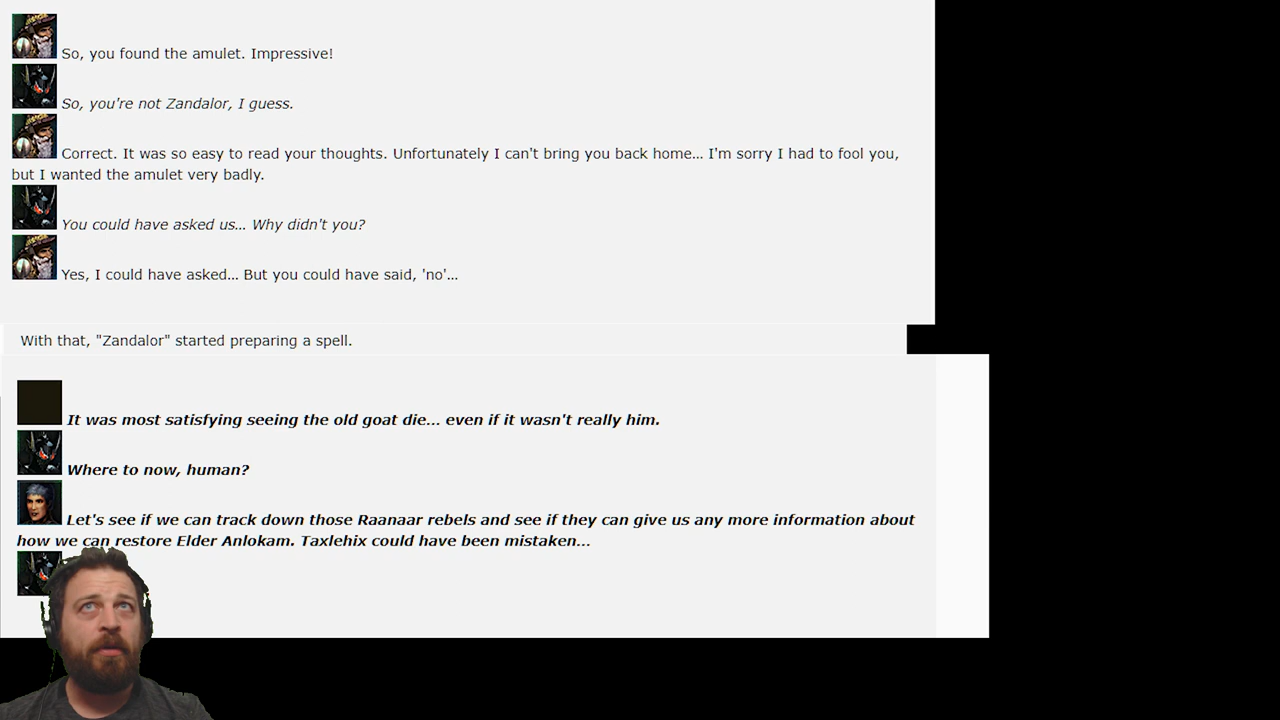 So, you found the amulet. Impressive!
So, you're not Zandalor, I guess.
Correct. It was so easy to read your thoughts. Unfortunately I can't bring you back home... I'm sorry I had to fool you,
but I wanted the amulet very badly.
You could have asked us... Why didn't you?
Yes, I could have asked... But you could have said, 'no'...
With that, "Zandalor" started preparing a spell.
It was most satisfying seeing the old goat die... even if it wasn't really him.
Where to now, human?
Let's see if we can track down those Raanaar rebels and see if they can give us any more information about
how we can restore Elder Anlokam. Taxlehix could have been mistaken...